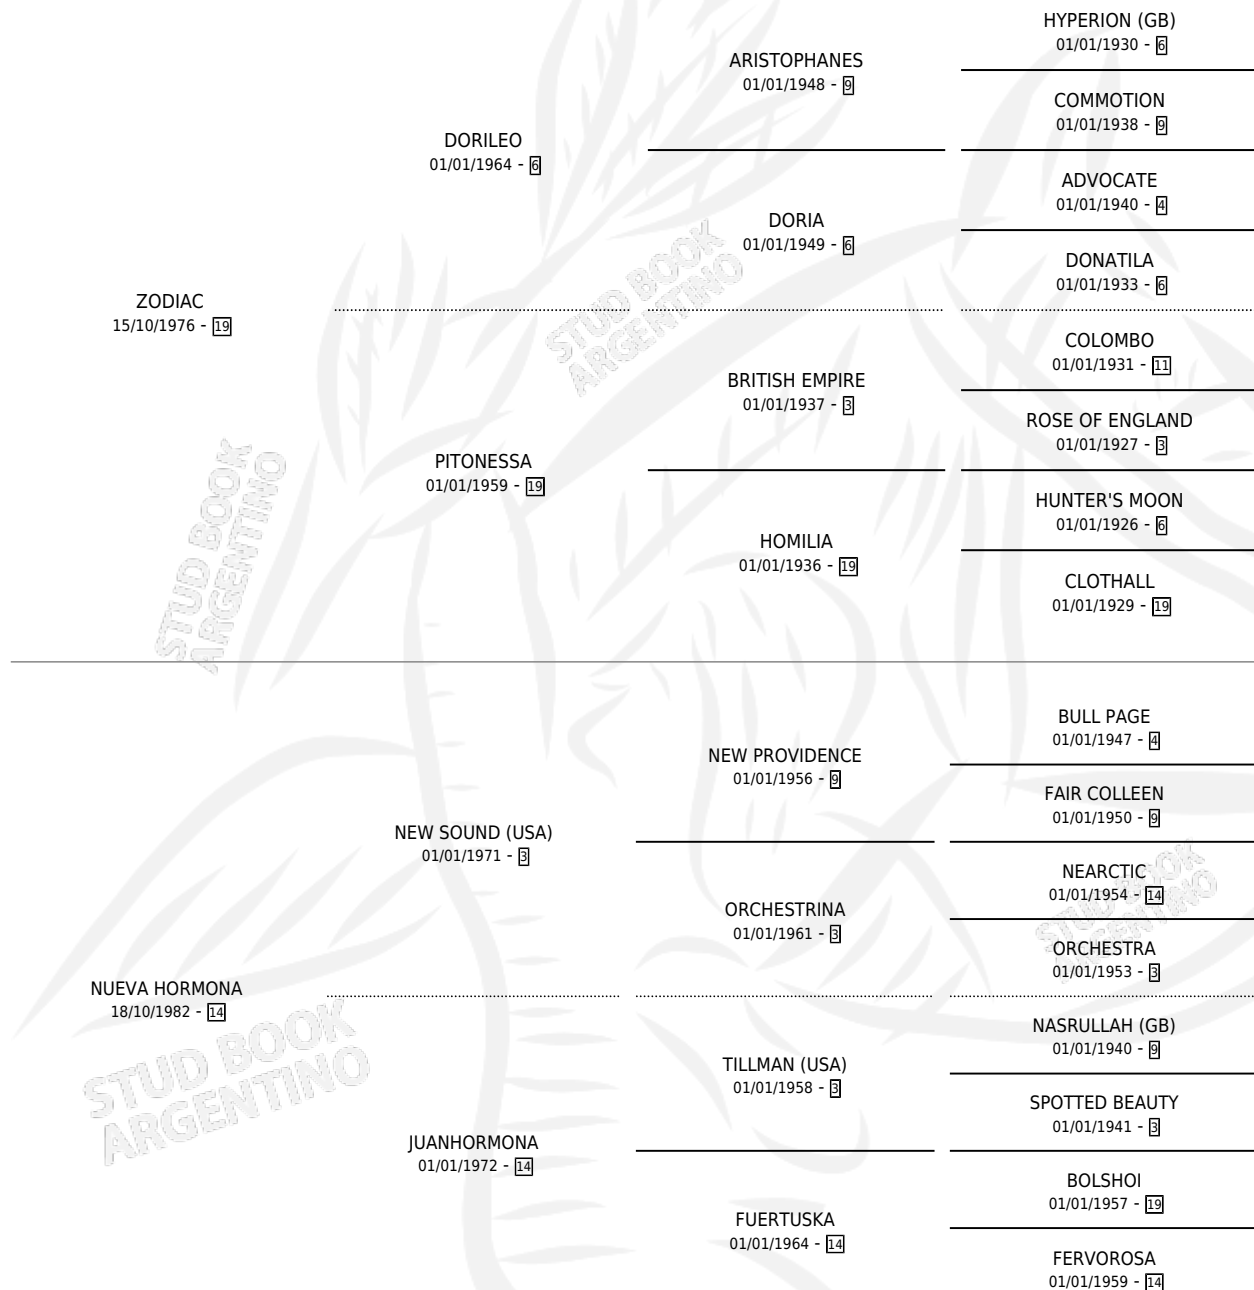 HYPERION (GB)
01/01/1930 - 6
ARISTOPHANES
01/01/1948 - 9
COMMOTION
01/01/1938 - 9
DORILEO
01/01/1964 - 6
ADVOCATE
01/01/1940 - 4
DORIA
01/01/1949 - 6
DONATILA
01/01/1933 - 6
ZODIAC
15/10/1976 - 19
COLOMBO
01/01/1931 - 11
BRITISH EMPIRE
01/01/1937 - 3
ROSE OF ENGLAND
01/01/1927 - 3
PITONESSA
01/01/1959 - 19
HUNTER'S MOON
01/01/1926 - 6
HOMILIA
01/01/1936 - 19
CLOTHALL
01/01/1929 - 19
BULL PAGE
01/01/1947 - 4
NEW PROVIDENCE
01/01/1956 - 9
FAIR COLLEEN
01/01/1950 - 9
NEW SOUND (USA)
01/01/1971 - 3
NEARCTIC
01/01/1954 - 14
ORCHESTRINA
01/01/1961 - 3
ORCHESTRA
01/01/1953 - 3
NUEVA HORMONA
18/10/1982 - 14
NASRULLAH (GB)
01/01/1940 - 9
TILLMAN (USA)
01/01/1958 - 3
SPOTTED BEAUTY
01/01/1941 - 3
JUANHORMONA
01/01/1972 - 14
BOLSHOI
01/01/1957 - 19
FUERTUSKA
01/01/1964 - 14
FERVOROSA
01/01/1959 - 14
STUD BOOK
ARGENTINO
STUD BOOK
ARGENTINO
STUD BOOK
ARGENTINO
STUD BOOK
ARGENTINO